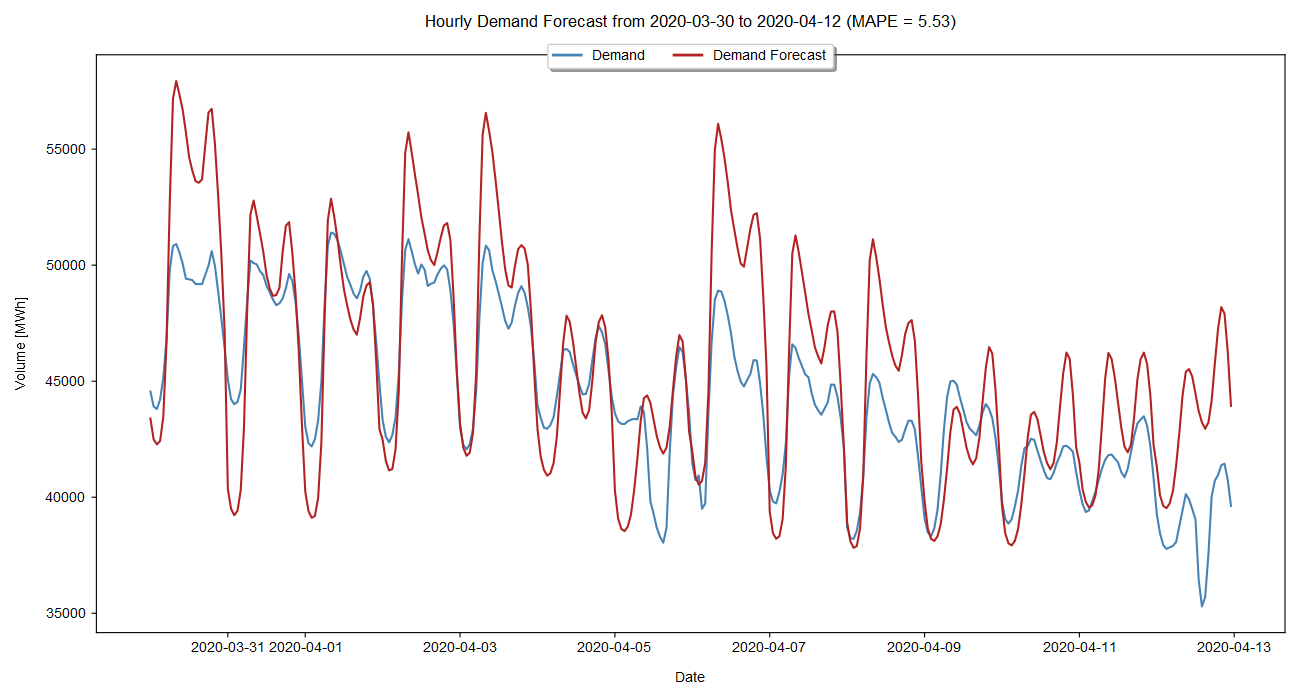 Hourly Demand Forecast from 2020-03-30 to 2020-04-12 (MAPE = 5.53)
Demand Demand Forecast
55000
50000
45000
40000
35000
Volume [MWh]
2020-03-31 2020-04-01 2020-04-03 2020-04-05 2020-04-07 2020-04-09 2020-04-11 2020-04-13
Date